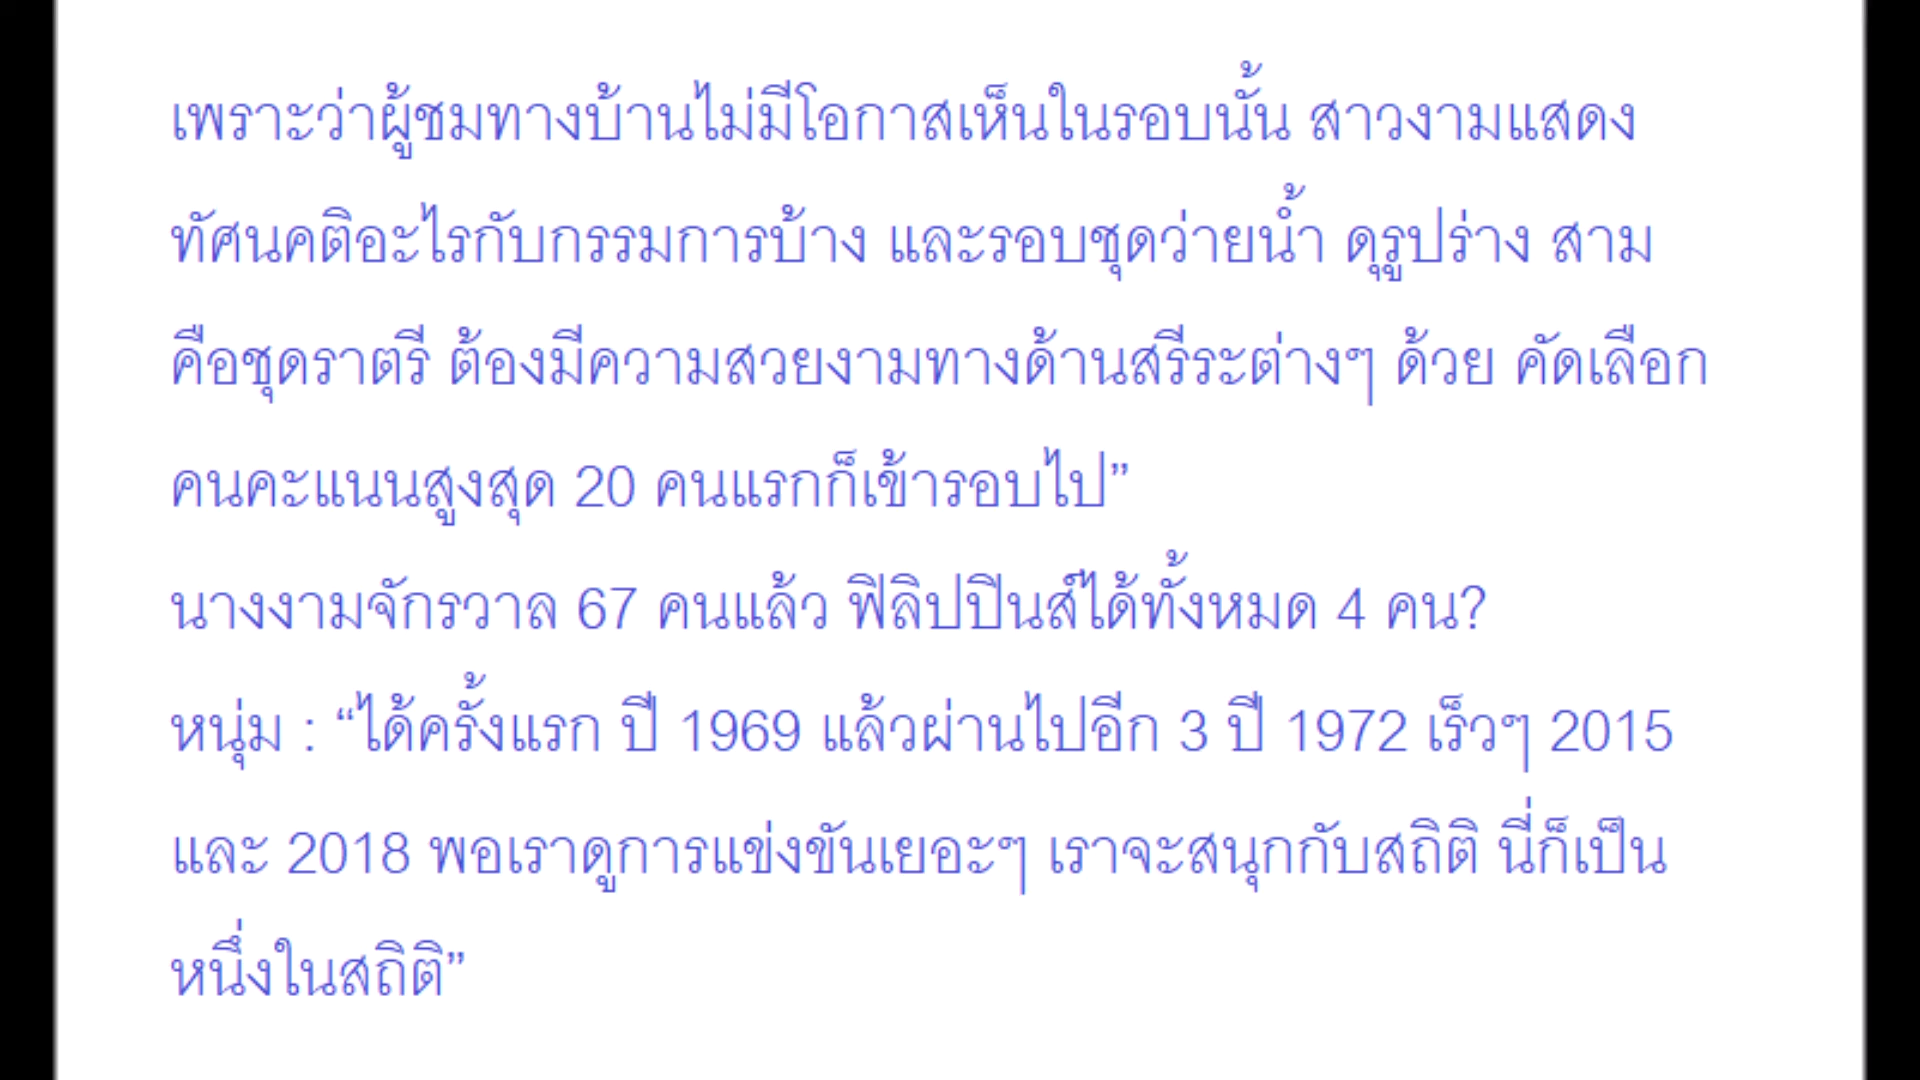 เพราะว่าผู้ชมทางบ้านไม่มีโอกาสเห็นในรอบนั้น สาวงามแสดง
ทัศนคติอะไรกับกรรมการบ้าง และรอบชุดว่ายน้ำ ดุรูปร่าง สาม
คือชุดราตรี ต้องมีความสวยงามทางด้านสรีระต่างๆ ด้วย คัดเลือก
คนคะแนนสูงสุด 20 คนแรกก็เข้ารอบไป”
นางงามจักรวาล 67 คนแล้ว ฟิลิปปินส์ได้ทั้งหมด 4 คน?
หนุ่ม : “ได้ครั้งแรก ปี 1969 แล้วผ่านไปอีก 3 ปี 1972 เร็วๆ 2015
และ 2018 พอเราดูการแข่งขันเยอะๆ เราจะสนุกกับสถิติ นี่ก็เป็น
หนึ่งในสถิติ”